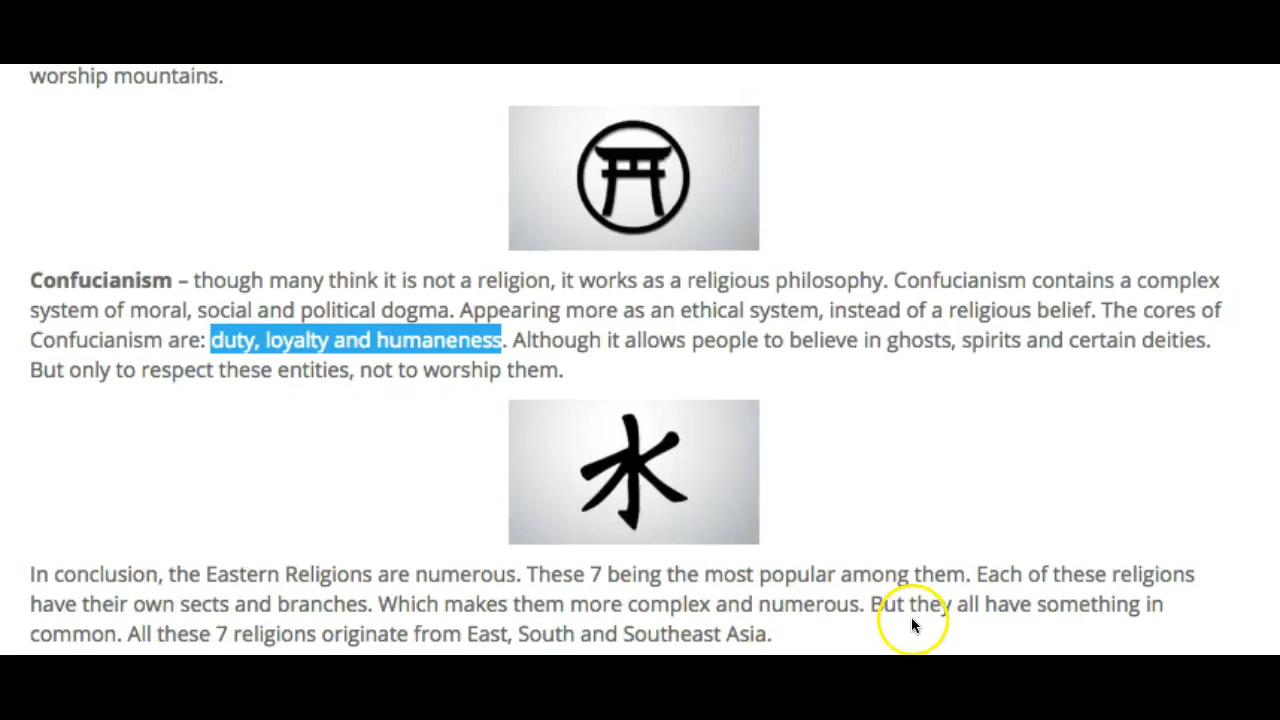 worship mountains.
Confucianism – though many think it is not a religion, it works as a religious philosophy. Confucianism contains a complex
system of moral, social and political dogma. Appearing more as an ethical system, instead of a religious belief. The cores of
Confucianism are: duty, loyalty and humaneness. Although it allows people to believe in ghosts, spirits and certain deities.
But only to respect these entities, not to worship them.
水
In conclusion, the Eastern Religions are numerous. These 7 being the most popular among them. Each of these religions
have their own sects and branches. Which makes them more complex and numerous. But they all have something in
common. All these 7 religions originate from East, South and Southeast Asia.